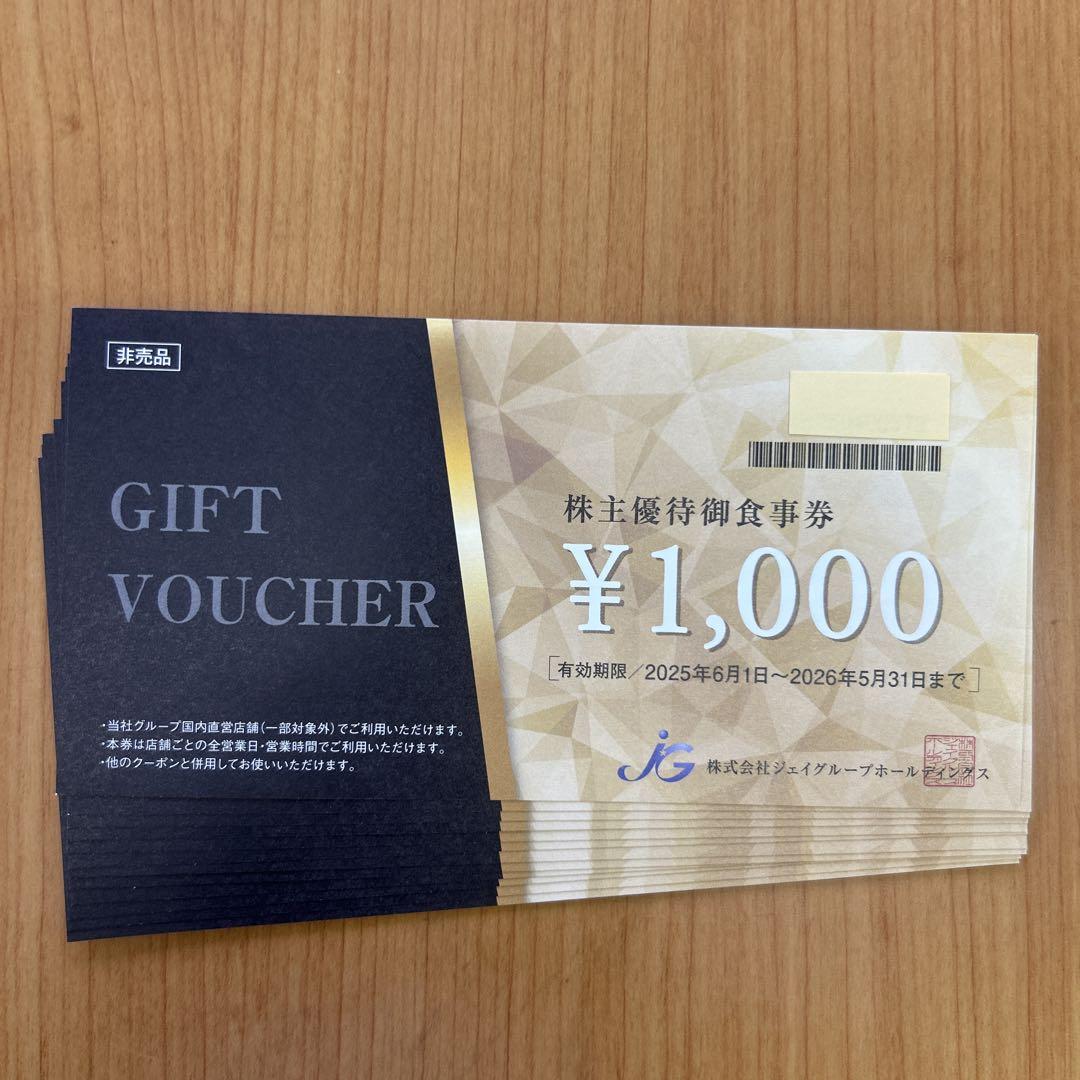 非売品
GIFT
VOUCHER
・当社グループ国内直営店舗(一部対象外)でご利用いただけます。
・本券は店舗ごとの全営業日・営業時間でご利用いただけます。
・他のクーポンと併用してお使いいただけます。
株主優待御食事券
¥1,000
[有効期限/2025年6月1日〜2026年5月31日まで]
JG 株式会社ジェイグループホールディングス